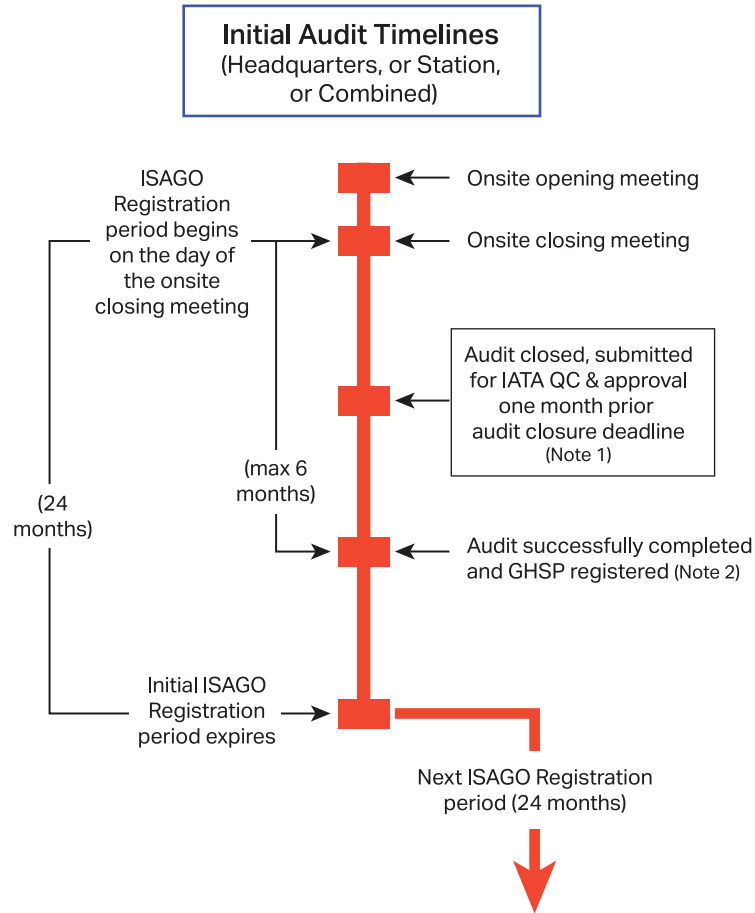 Initial Audit Timelines
(Headquarters, or Station,
or Combined)
ISAGO
Registration
period begins
on the day of
the onsite
closing meeting
Onsite opening meeting
Onsite closing meeting
Audit closed, submitted
for IATA QC & approval
one month prior
audit closure deadline
(Note 1)
(max 6
months)
(24
months)
Audit successfully completed
and GHSP registered (Note 2)
Initial ISAGO
Registration
period expires
Next ISAGO Registration
period (24 months)